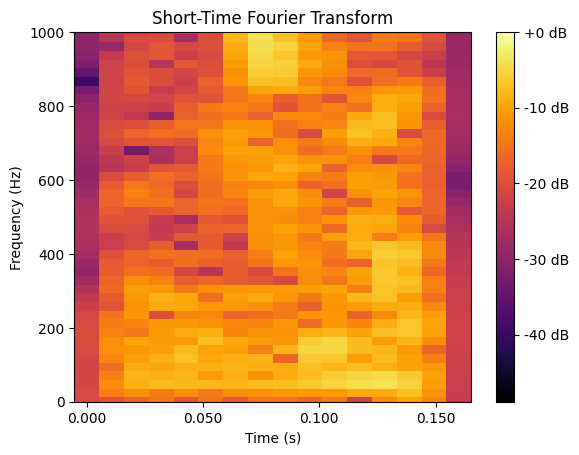 Short-Time Fourier Transform
Frequency (Hz)
1000
800
600
400
200
0
0.000
0.050
0.100
0.150
Time (s)
+0 dB
-10 dB
-20 dB
-30 dB
-40 dB